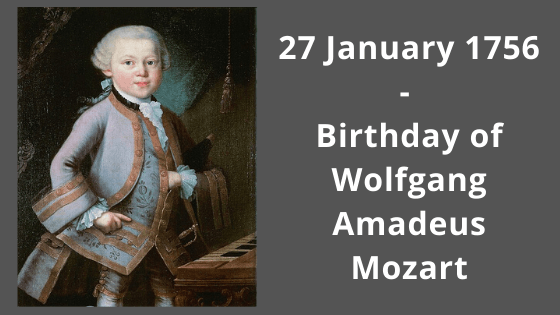 27 January 1756
-
Birthday of
Wolfgang
Amadeus
Mozart